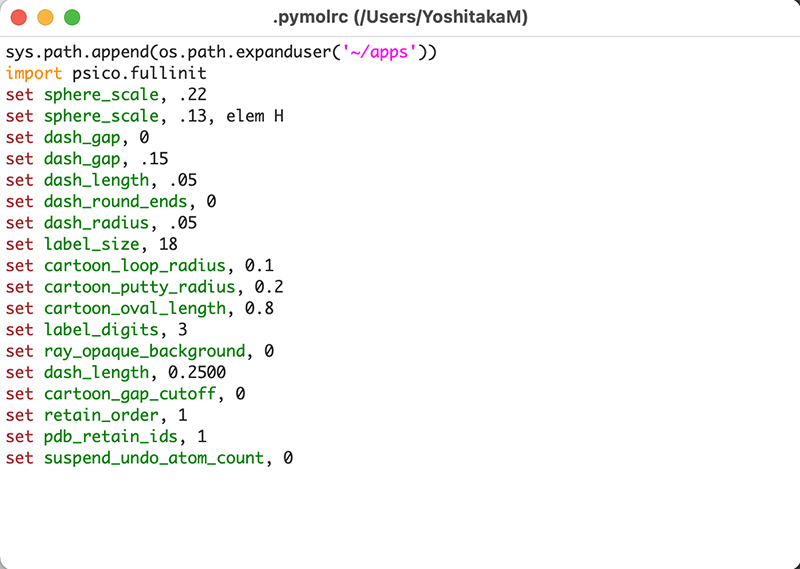 .pymolrc (/Users/YoshitakaM)
sys.path.append(os.path.expanduser('~/apps'))
import psico.fullinit
set sphere_scale, .22
set sphere_scale, .13, elem H
set dash_gap, 0
set dash_gap, .15
set dash_length, .05
set dash_round_ends, 0
set dash_radius, .05
set label_size, 18
set cartoon_loop_radius, 0.1
set cartoon_putty_radius, 0.2
set cartoon_oval_length, 0.8
set label_digits, 3
set ray_opaque_background, 0
set dash_length, 0.2500
set cartoon_gap_cutoff, 0
set retain_order, 1
set pdb_retain_ids, 1
set suspend_undo_atom_count, 0